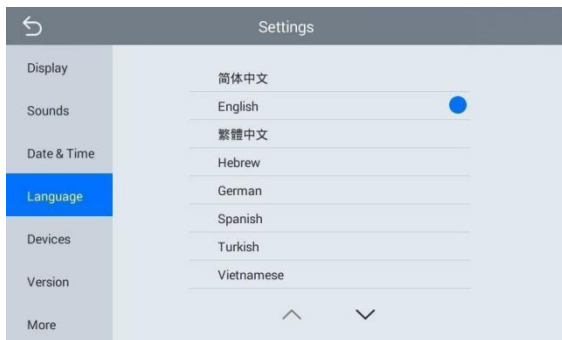 Settings
Display
Sounds
Date & Time
Language
Devices
Version
More
简体中文
English
繁體中文
Hebrew
German
Spanish
Turkish
Vietnamese